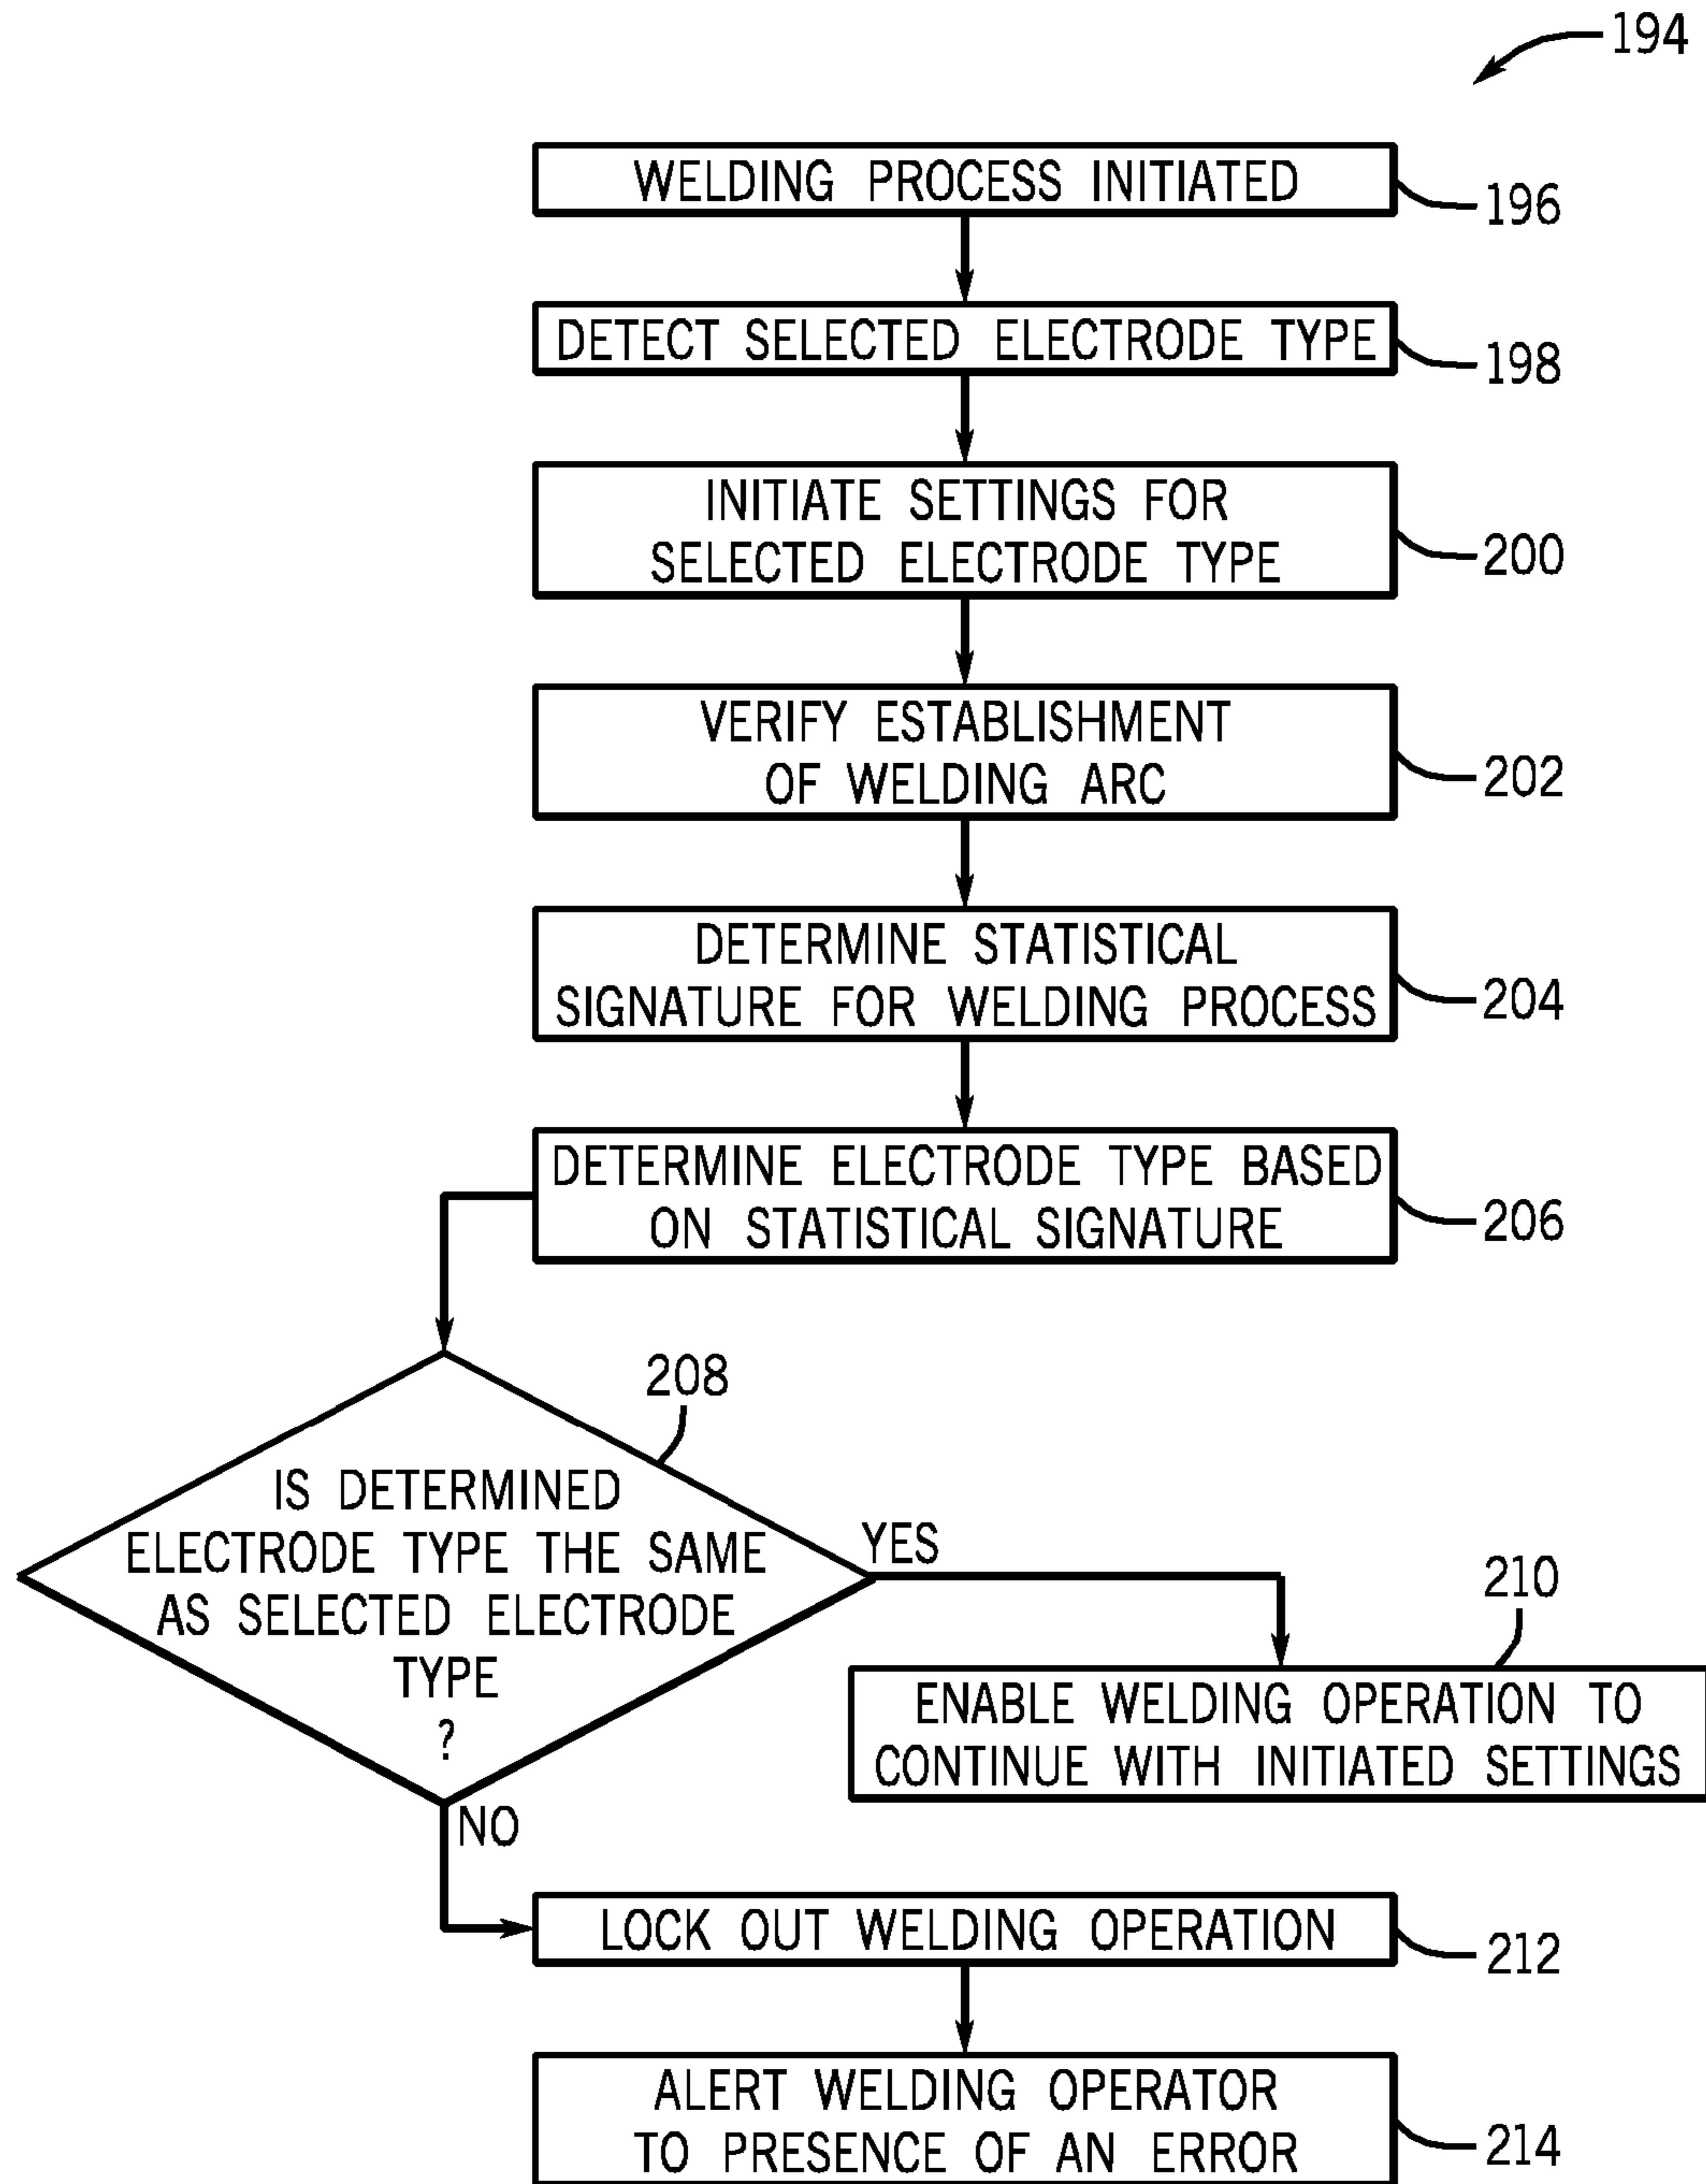 194
WELDING PROCESS INITIATED
196
DETECT SELECTED ELECTRODE TYPE
198
INITIATE SETTINGS FOR
SELECTED ELECTRODE TYPE
200
VERIFY ESTABLISHMENT
OF WELDING ARC
202
DETERMINE STATISTICAL
SIGNATURE FOR WELDING PROCESS
204
DETERMINE ELECTRODE TYPE BASED
ON STATISTICAL SIGNATURE
206
208
IS DETERMINED
ELECTRODE TYPE THE SAME
AS SELECTED ELECTRODE
TYPE
?
YES
210
ENABLE WELDING OPERATION TO
CONTINUE WITH INITIATED SETTINGS
NO
LOCK OUT WELDING OPERATION
212
ALERT WELDING OPERATOR
TO PRESENCE OF AN ERROR
214